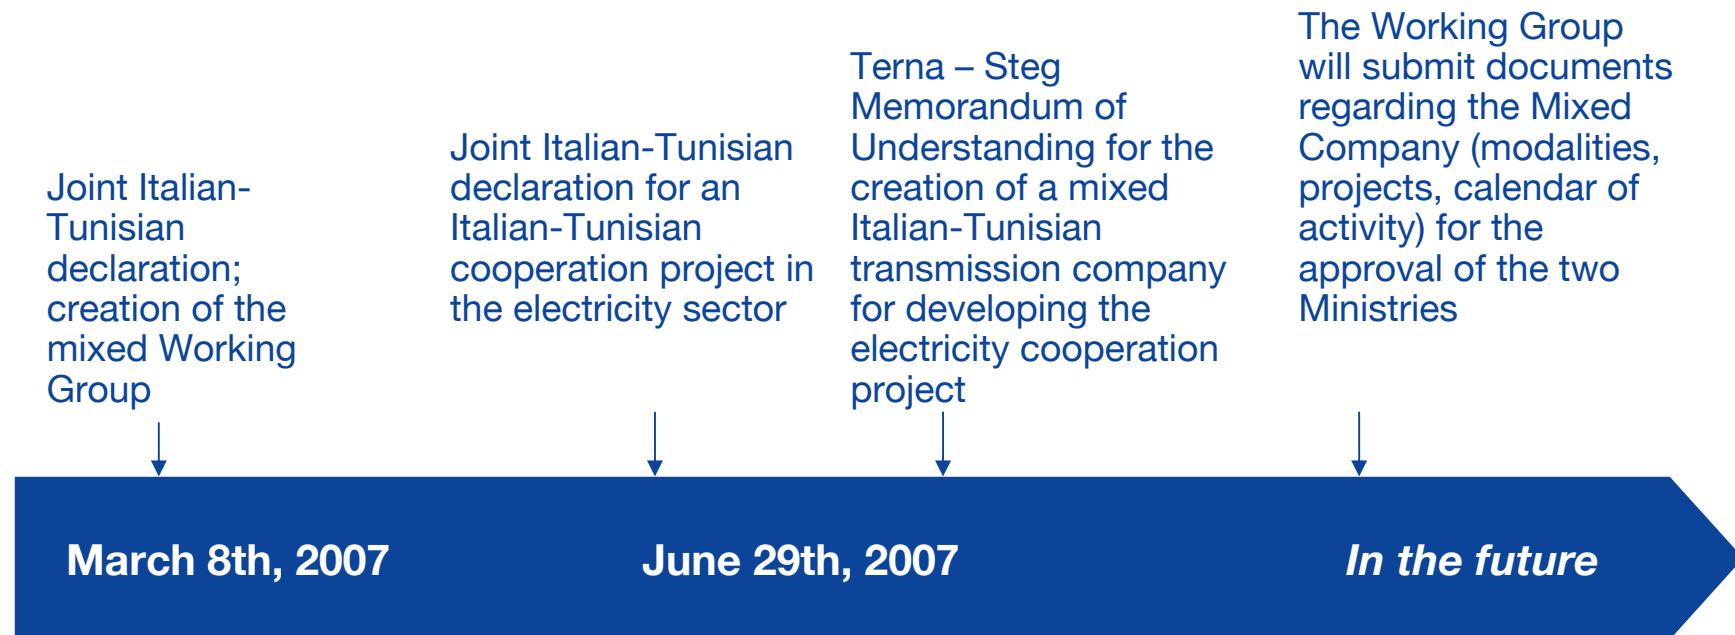 Joint Italian-
Tunisian
declaration;
creation of the
mixed Working
Group
Joint Italian-Tunisian
declaration for an
Italian-Tunisian
cooperation project in
the electricity sector
Terna – Steg
Memorandum of
Understanding for the
creation of a mixed
Italian-Tunisian
transmission company
for developing the
electricity cooperation
project
The Working Group
will submit documents
regarding the Mixed
Company (modalities,
projects, calendar of
activity) for the
approval of the two
Ministries
March 8th, 2007
June 29th, 2007
In the future